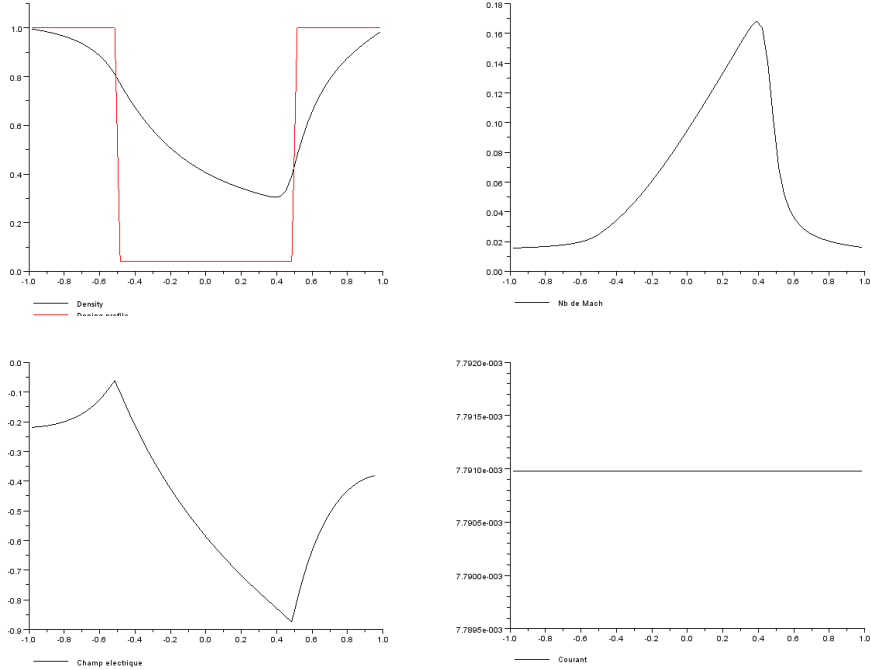 1.0
0.8
0.6
0.4
0.2
0.0
-1.0 -0.8 -0.6 -0.4 -0.2 0.0 0.2 0.4 0.6 0.8 1.0
Density
Doping profile
0.18
0.16
0.14
0.12
0.10
0.08
0.06
0.04
0.02
0.00
-1.0 -0.8 -0.6 -0.4 -0.2 0.0 0.2 0.4 0.6 0.8 1.0
Nb de Mach
0.0
-0.1
-0.2
-0.3
-0.4
-0.5
-0.6
-0.7
-0.8
-0.9
-1.0 -0.8 -0.6 -0.4 -0.2 0.0 0.2 0.4 0.6 0.8 1.0
Champ electrique
7.7920e-003
7.7915e-003
7.7910e-003
7.7905e-003
7.7900e-003
7.7895e-003
-1.0 -0.8 -0.6 -0.4 -0.2 0.0 0.2 0.4 0.6 0.8 1.0
Courant